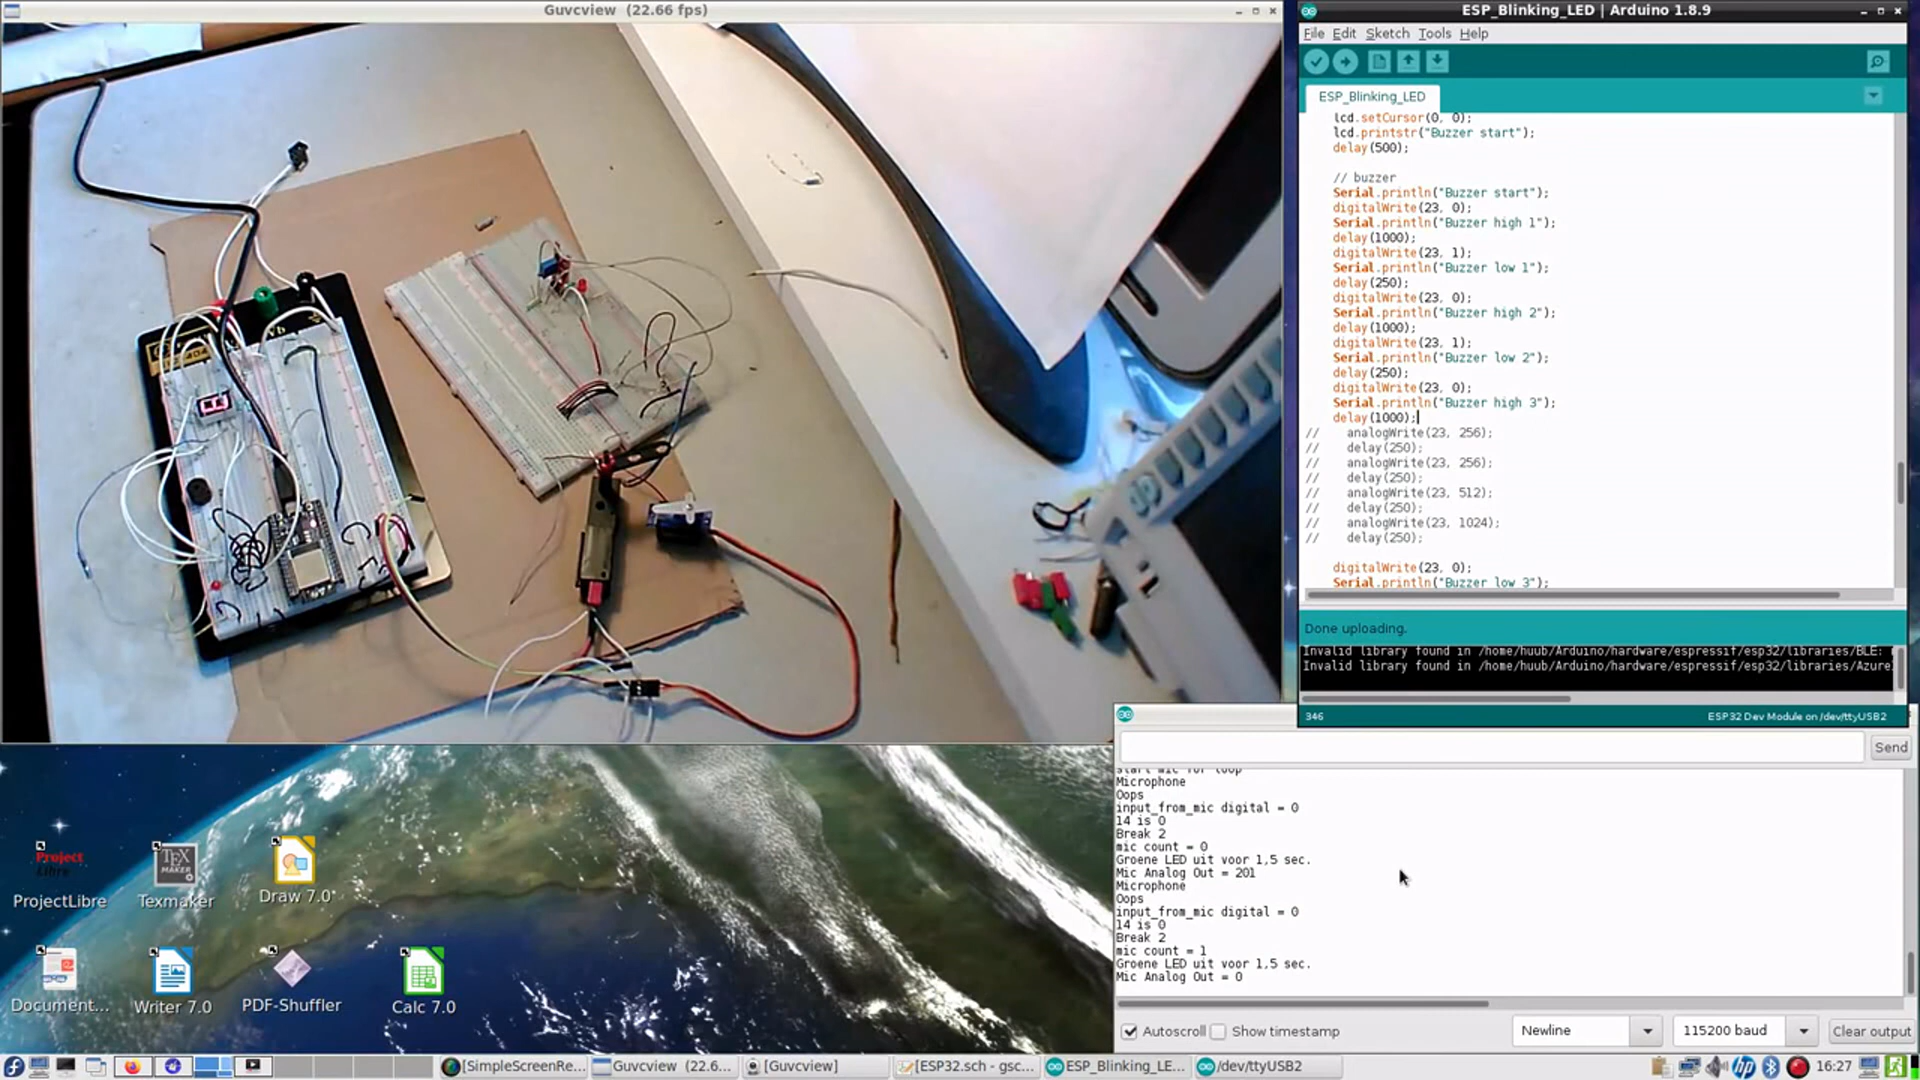 Guvcview (22.66 fps)
ESP_Blinking_LED | Arduino 1.8.9
File Edit Sketch Tools Help
ESP_Blinking_LED
lcd.setCursor(0, 0);
lcd.printstr("Buzzer start");
delay(500);
// buzzer
Serial.println("Buzzer start");
digitalWrite(23, 0);
Serial.println("Buzzer high 1");
delay(1000);
digitalWrite(23, 1);
Serial.println("Buzzer low 1");
delay(250);
digitalWrite(23, 0);
Serial.println("Buzzer high 2");
delay(1000);
digitalWrite(23, 1);
Serial.println("Buzzer low 2");
delay(250);
digitalWrite(23, 0);
Serial.println("Buzzer high 3");
delay(1000);
// analogWrite(23, 256);
// delay(250);
// analogWrite(23, 256);
// delay(250);
// analogWrite(23, 512);
// delay(250);
// analogWrite(23, 1024);
// delay(250);
digitalWrite(23, 0);
Serial.println("Buzzer low 3");
Done uploading.
Invalid library found in /home/huub/Arduino/hardware/espressif/esp32/libraries/BLE:
Invalid library found in /home/huub/Arduino/hardware/espressif/esp32/libraries/Azure
346
ESP32 Dev Module on /dev/ttyUSB2
Send
start mic for loop
Microphone
Oops
input_from_mic digital = 0
14 is 0
Break 2
mic count = 0
Groene LED uit voor 1,5 sec.
Mic Analog Out = 201
Microphone
Oops
input_from_mic digital = 0
14 is 0
Break 2
mic count = 1
Groene LED uit voor 1,5 sec.
Mic Analog Out = 0
Autoscroll Show timestamp Newline 115200 baud Clear output
Project
Libre
TEX
MAKER
ProjectLibre
Texmaker
Draw 7.0
Document...
Writer 7.0
PDF-Shuffler
Calc 7.0
[SimpleScreenRe...
Guvcview (22.6...
[Guvcview]
[ESP32.sch - gsc...
ESP_Blinking_LE...
/dev/ttyUSB2
hp
16:27